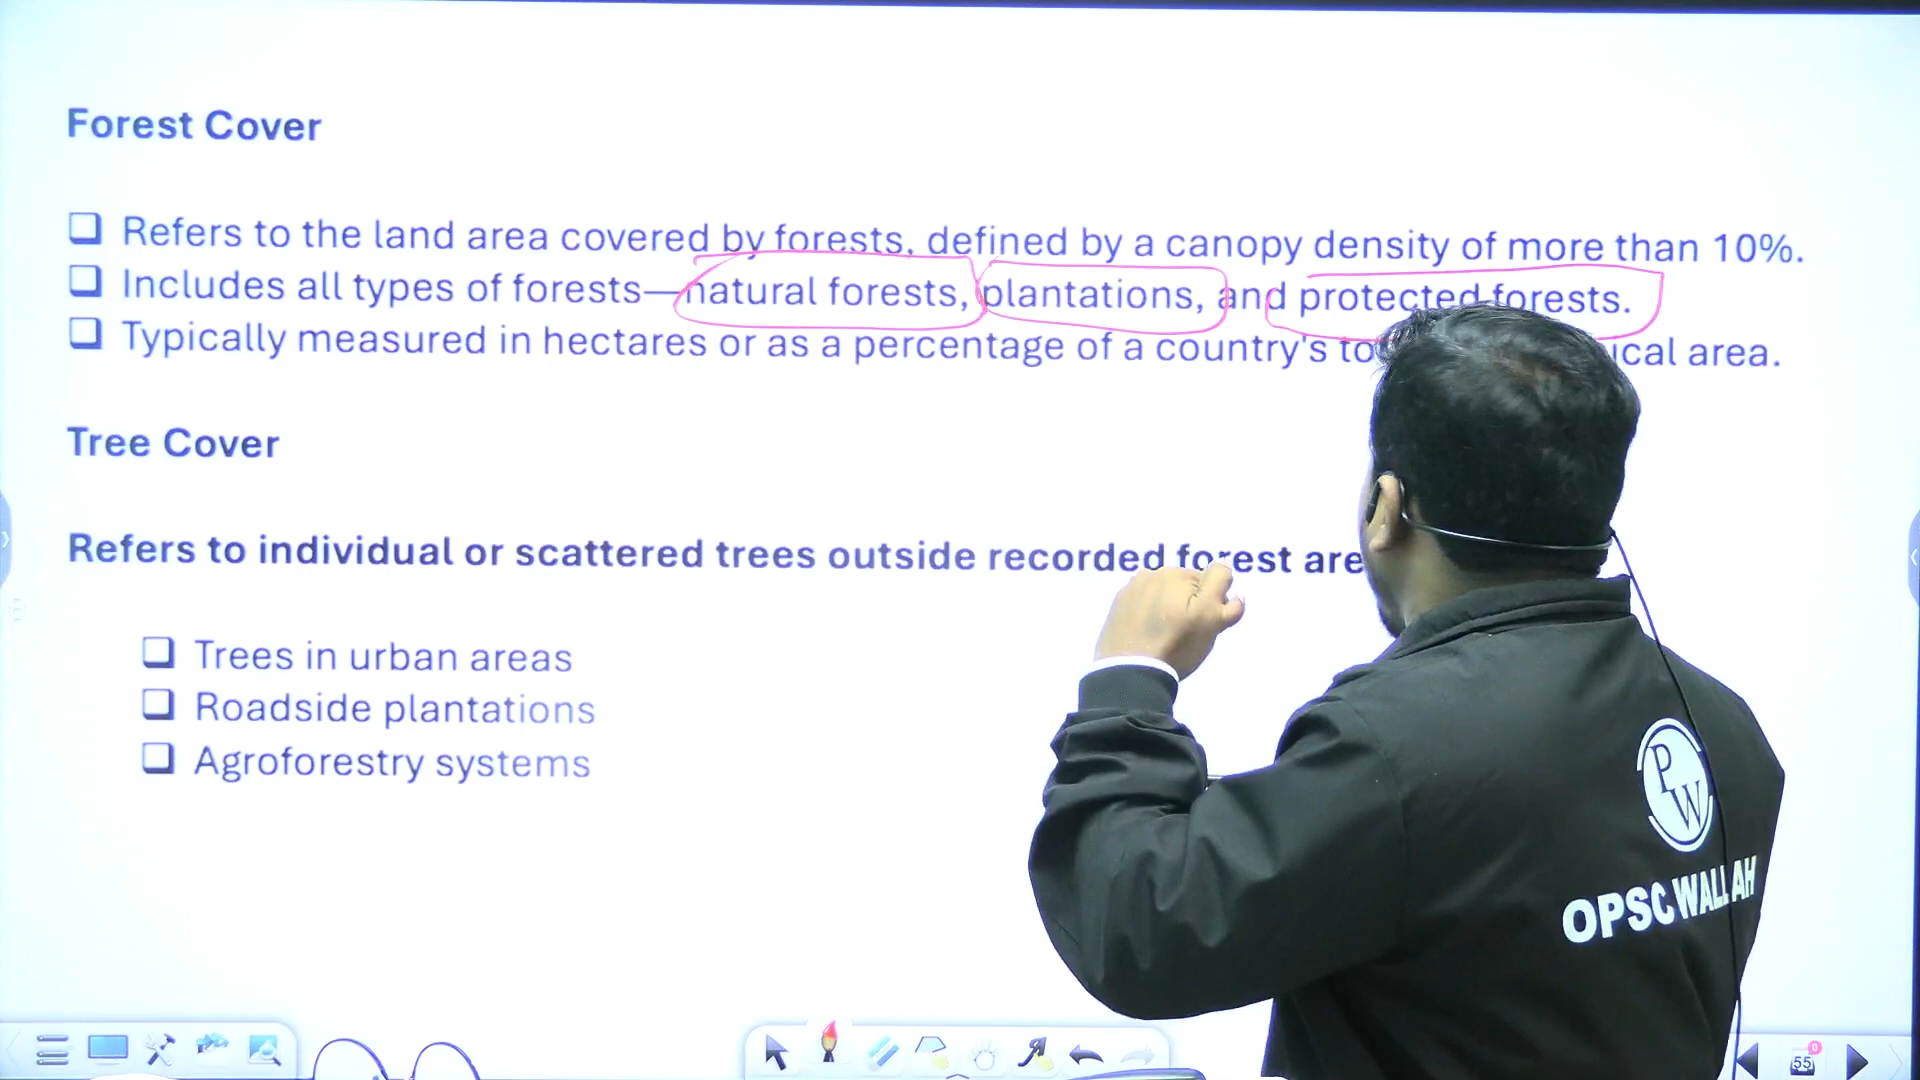 Forest Cover
❑ Refers to the land area covered by forests, defined by a canopy density of more than 10%.
❑ Includes all types of forests—natural forests, plantations, and protected forests.
❑ Typically measured in hectares or as a percentage of a country's area.
Tree Cover
Refers to individual or scattered trees outside recorded forest
❑ Trees in urban areas
❑ Roadside plantations
❑ Agroforestry systems
PW
OPSC WALLAH
55
0